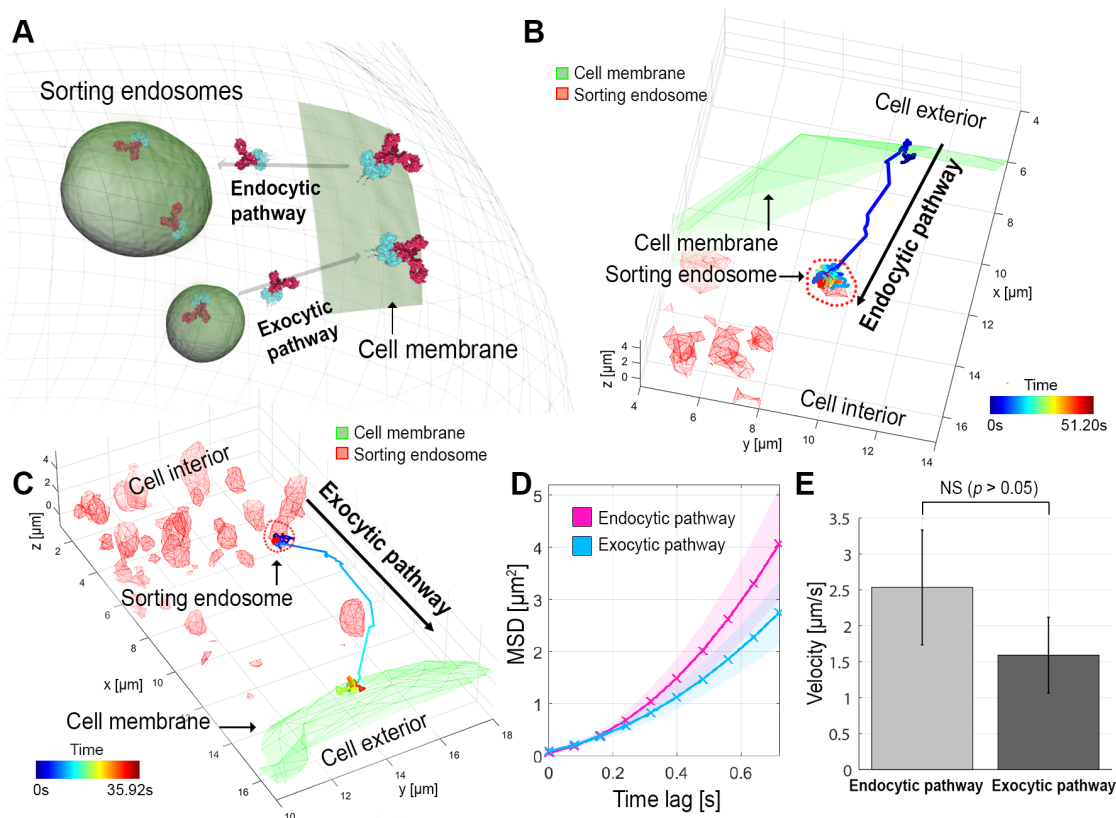 A
Sorting endosomes
Endocytic
pathway
Exocytic
pathway
Cell membrane
B
Cell membrane
Sorting endosome
Cell exterior
Endocytic pathway
Cell membrane
Sorting endosome
Cell interior
4
6
8
10
12
14
16
x [µm]
4
2
0
z [µm]
4
6
8
10
12
14
y [µm]
Time
0s
51.20s
C
Cell membrane
Sorting endosome
Cell interior
Exocytic pathway
Sorting endosome
Cell membrane
Cell exterior
4
2
0
z [µm]
2
4
6
8
10
14
16
x [µm]
10
12
14
16
18
y [µm]
Time
0s
35.92s
D
Endocytic pathway
Exocytic pathway
MSD [µm²]
5
4
3
2
1
0
0
0.2
0.4
0.6
Time lag [s]
E
NS (p > 0.05)
Velocity [µm/s]
3.5
3
2.5
2
1.5
1
0.5
0
Endocytic pathway
Exocytic pathway